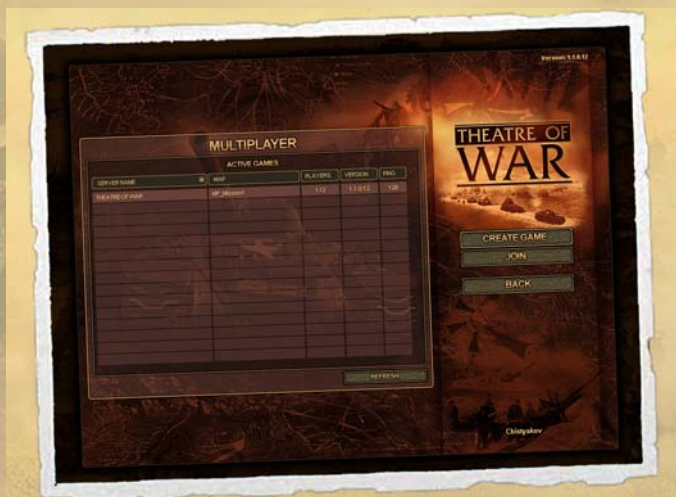 Version: 1.1.0.12
THEATRE OF
WAR
MULTIPLAYER
ACTIVE GAMES
SERVER NAME MAP PLAYERS VERSION PING
THEATRE OF WAR 1.1.0.12 128
CREATE GAME
JOIN
BACK
REFRESH
Chistyakov